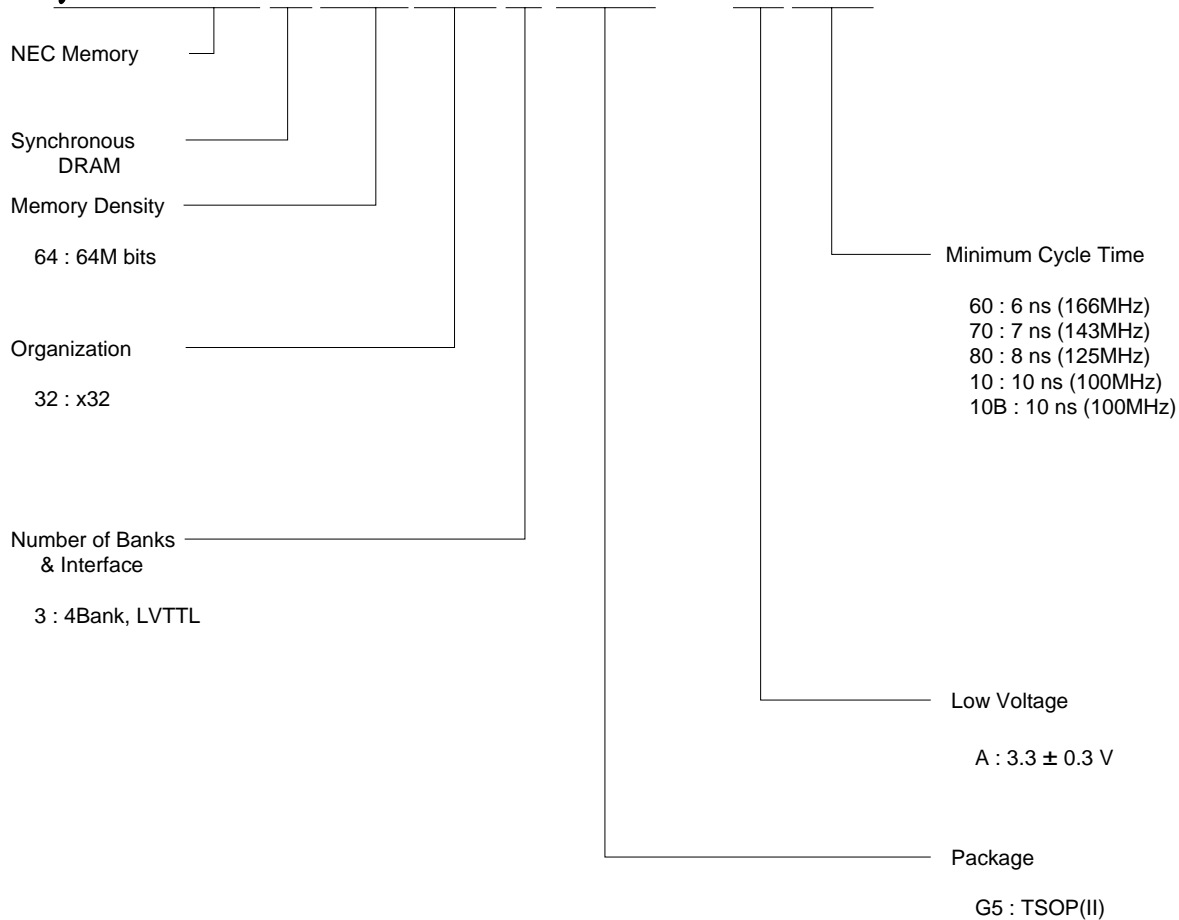 NEC Memory
Synchronous
DRAM
Memory Density
64 : 64M bits
Organization
32 : x32
Number of Banks
& Interface
3 : 4Bank, LVTTL
Minimum Cycle Time
60 : 6 ns (166MHz)
70 : 7 ns (143MHz)
80 : 8 ns (125MHz)
10 : 10 ns (100MHz)
10B : 10 ns (100MHz)
Low Voltage
A : 3.3 ± 0.3 V
Package
G5 : TSOP(II)